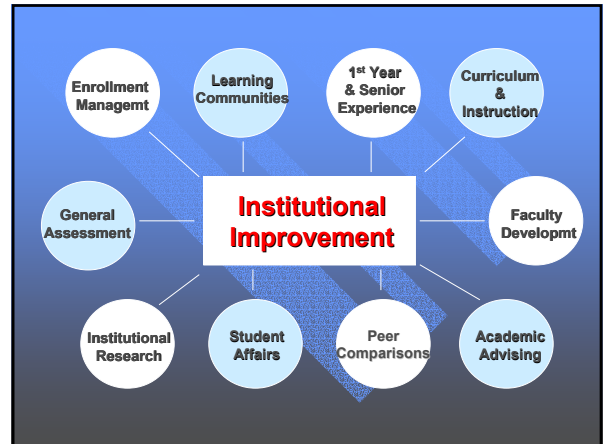 Enrollment
Managemt
Learning
Communities
1st Year
& Senior
Experience
Curriculum
&
Instruction
General
Assessment
Institutional
Improvement
Faculty
Developmt
Institutional
Research
Student
Affairs
Peer
Comparisons
Academic
Advising